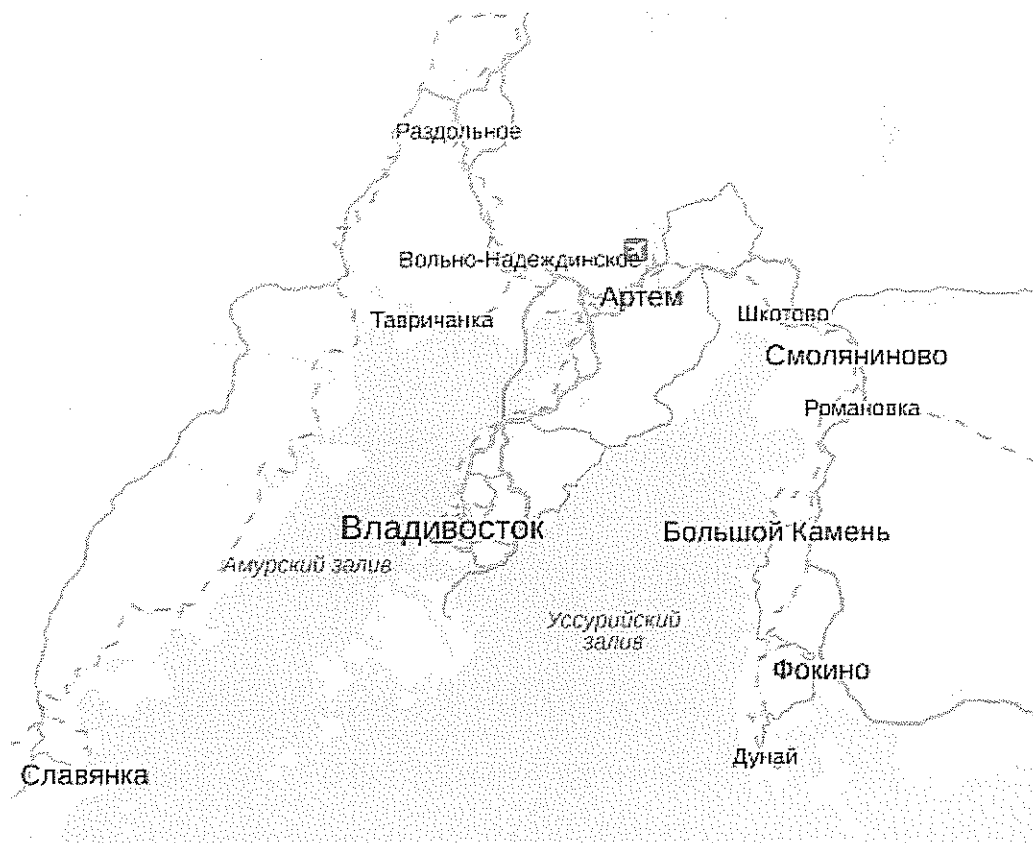 Раздольное
Вольно-Надеждинское
Артем
Тавричанка
Шкотово
Смоляниново
Романовка
Владивосток
Большой Камень
Амурский залив
Уссурийский
залив
Фокино
Дунай
Славянка